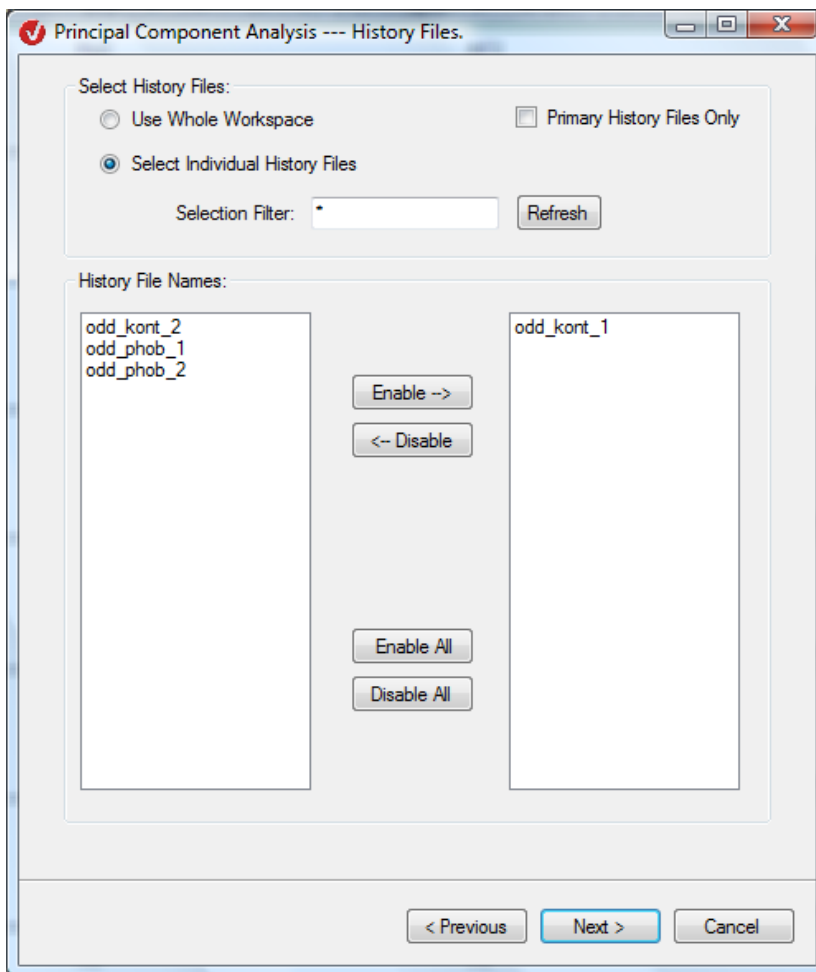 Principal Component Analysis --- History Files.
Select History Files:
Use Whole Workspace
Primary History Files Only
Select Individual History Files
Selection Filter: * Refresh
History File Names:
odd_kont_2
odd_phob_1
odd_phob_2
Enable -->
<-- Disable
Enable All
Disable All
odd_kont_1
< Previous Next > Cancel